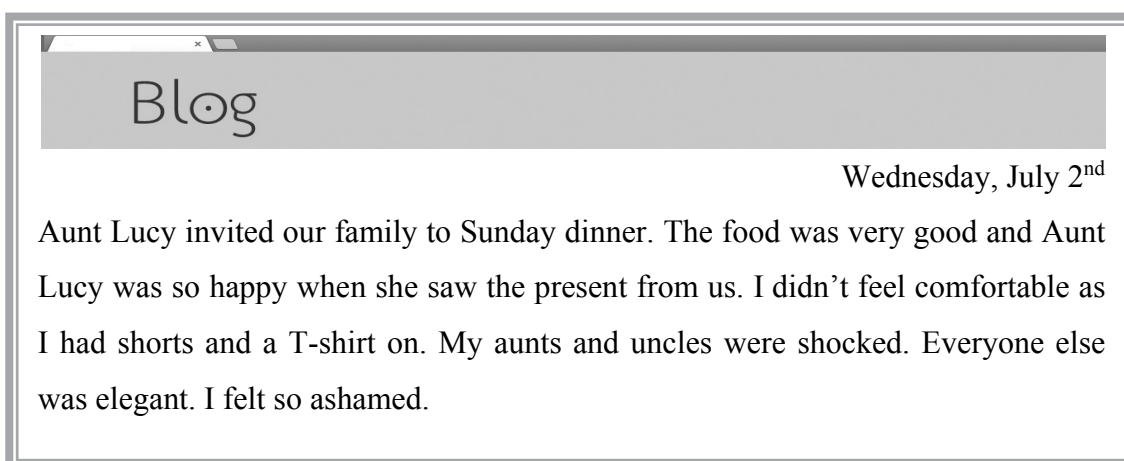 Blog
Wednesday, July 2nd
Aunt Lucy invited our family to Sunday dinner. The food was very good and Aunt
Lucy was so happy when she saw the present from us. I didn’t feel comfortable as
I had shorts and a T-shirt on. My aunts and uncles were shocked. Everyone else
was elegant. I felt so ashamed.